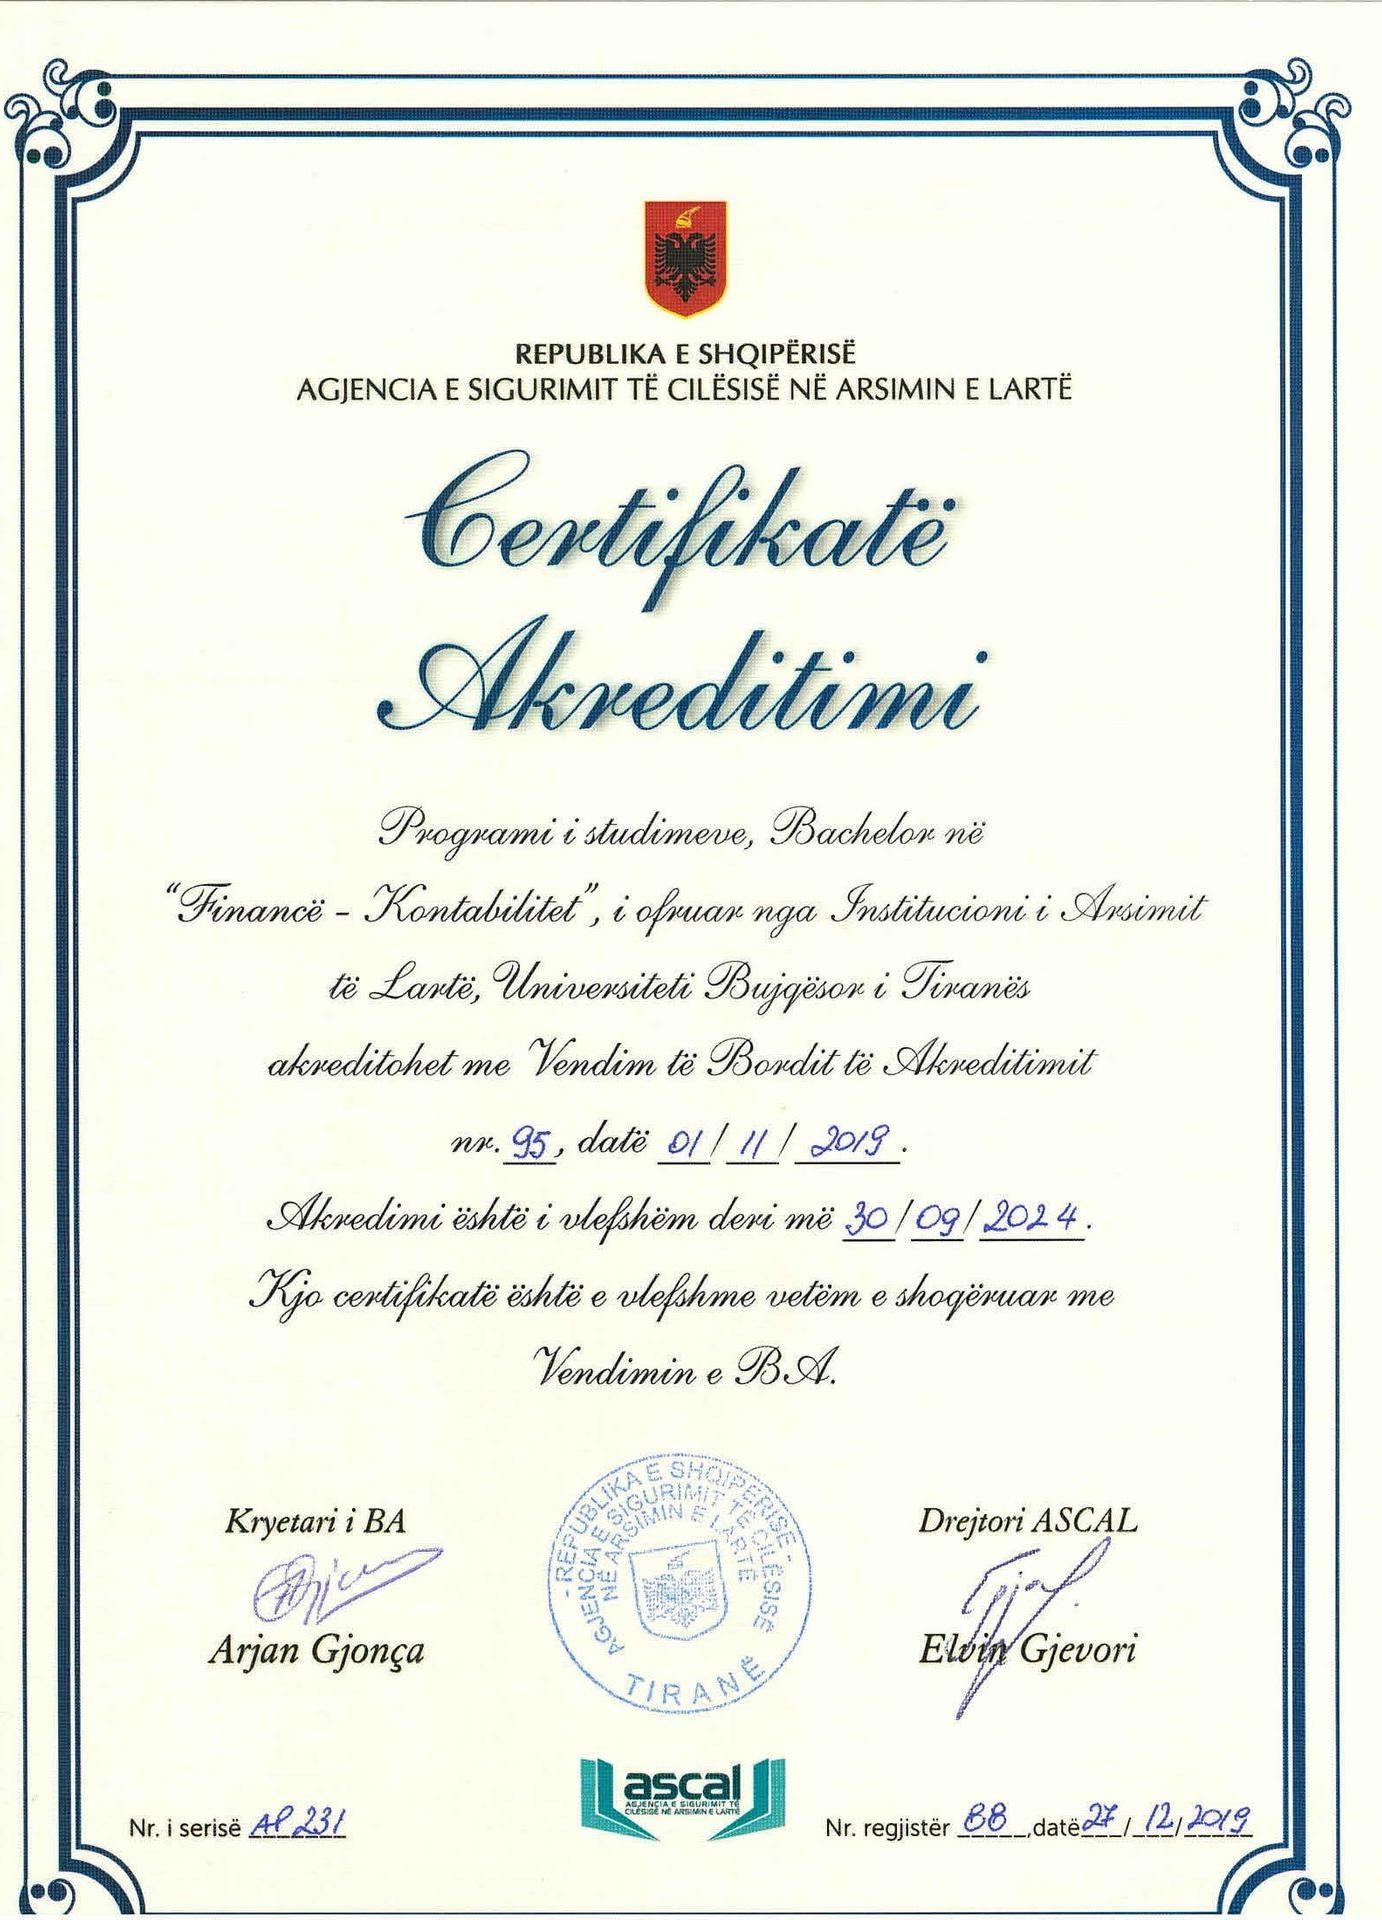 REPUBLIKA E SHQIPËRISË
AGJENCIA E SIGURIMIT TË CILËSISË NË ARSIMIN E LARTË
Certifikatë
Akreditimi
Programi i studimeve, Bachelor në
“Financë - Kontabilitet”, i ofruar nga Institucioni i Arsimit
të Lartë, Universiteti Bujqësor i Tiranës
akreditohet me Vendim të Bordit të Akreditimit
nr. 95, datë 01/11/2019.
Akredimi është i vlefshëm deri më 30/09/2024.
Kjo certifikatë është e vlefshme vetëm e shoqëruar me
Vendimin e BA.
Kryetari i BA
Arjan Gjonça
- REPUBLIKA E SHQIPERISE -
AGJENCIA E SIGURIMIT TË CILËSISË
NË ARSIMIN E LARTË
TIRANË
Drejtori ASCAL
Elvin Gjevori
ascal
AGJENCIA E SIGURIMIT TË
CILËSISË NË ARSIMIN E LARTË
Nr. i serisë AP 231
Nr. regjistër 88, datë 27/12/2019